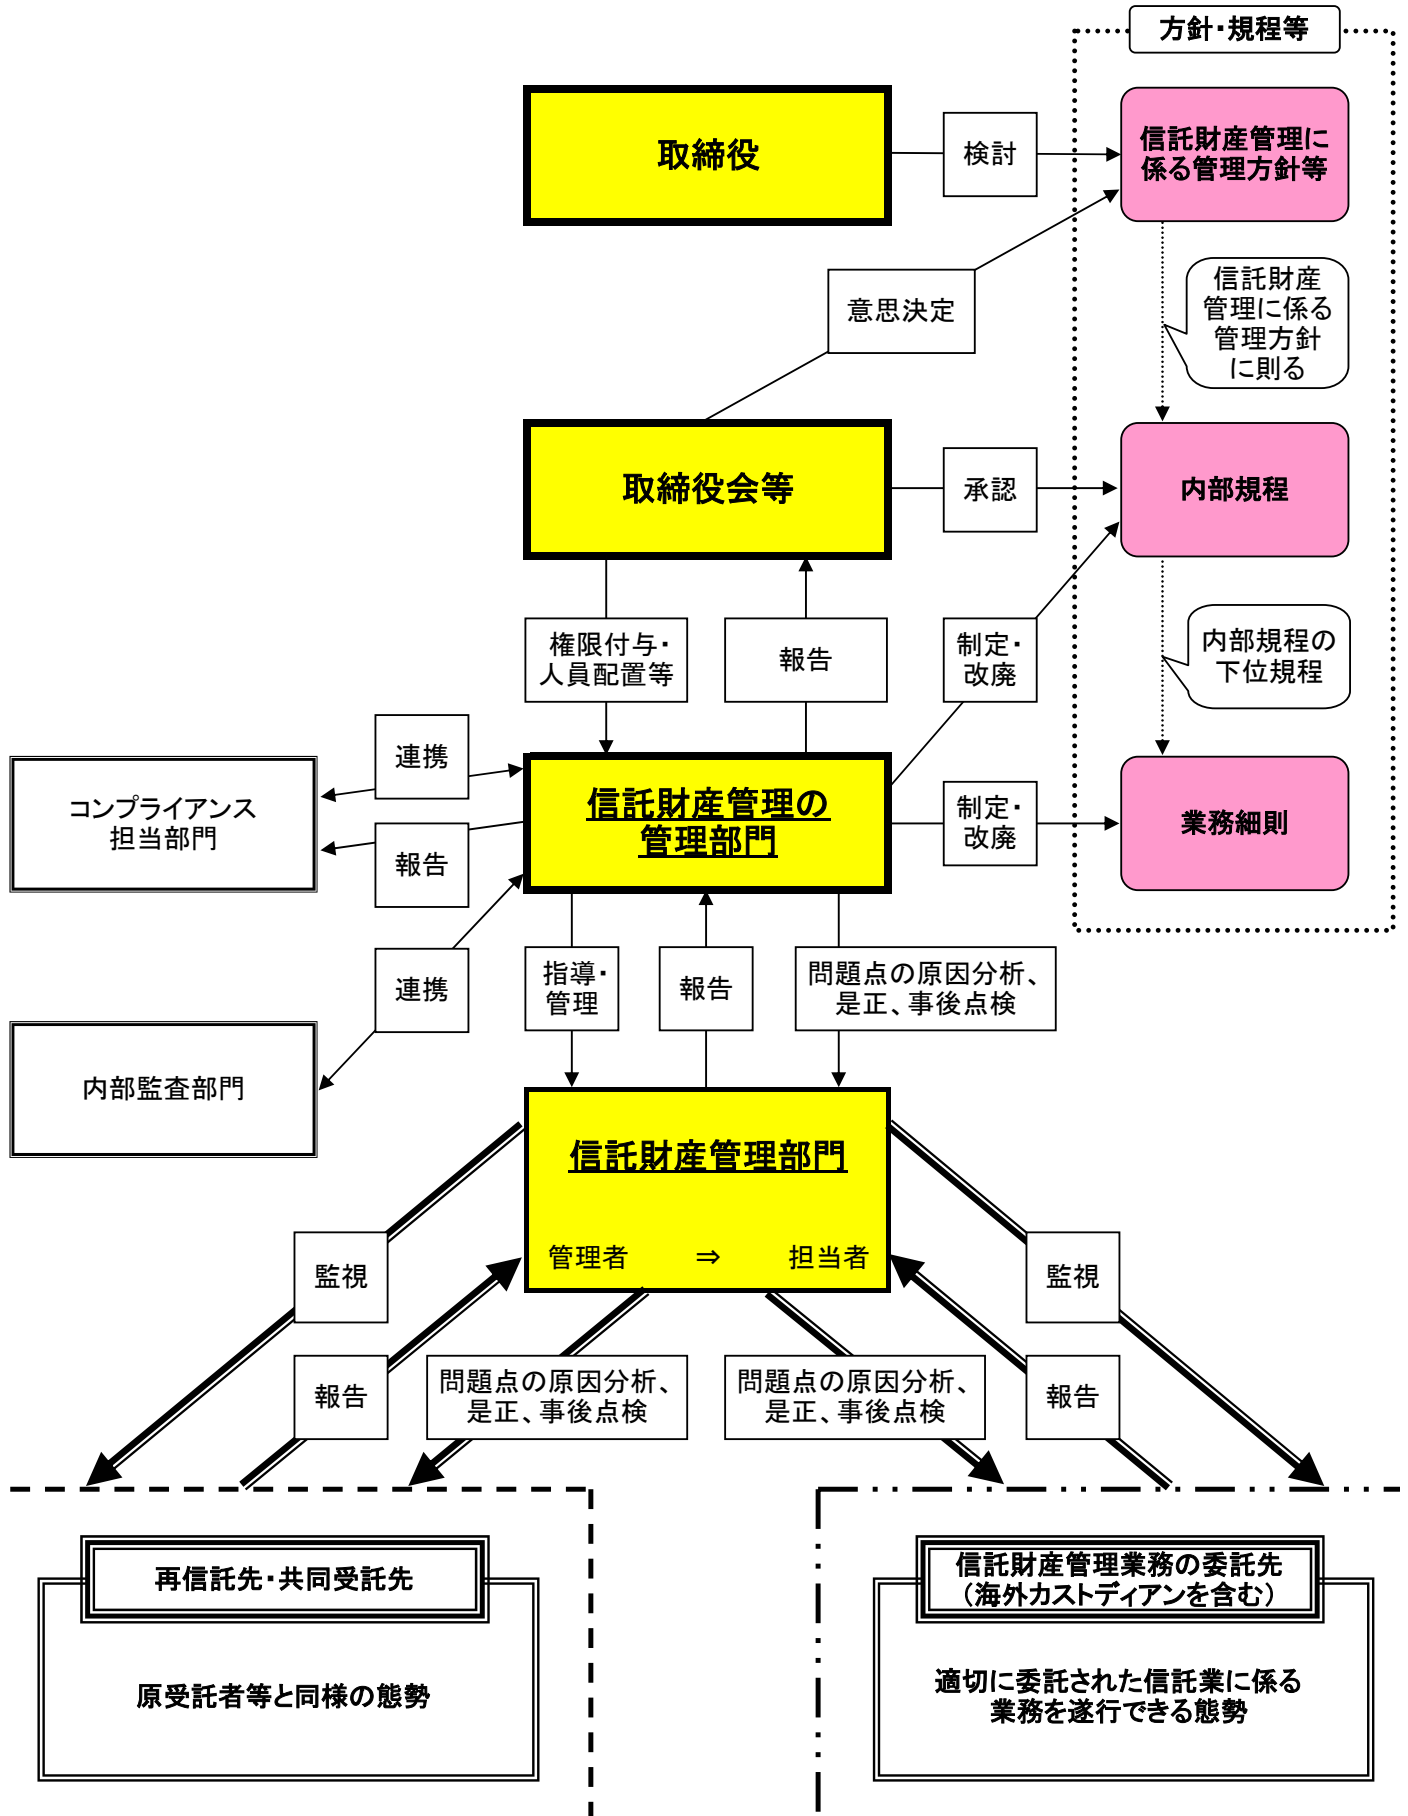 方針・規程等
取締役
検討
信託財産管理に
係る管理方針等
意思決定
信託財産
管理に係る
管理方針
に則る
取締役会等
承認
内部規程
権限付与・
人員配置等
報告
制定・
改廃
内部規程の
下位規程
連携
コンプライアンス
担当部門
報告
信託財産管理の
管理部門
制定・
改廃
業務細則
連携
指導・
管理
報告
問題点の原因分析、
是正、事後点検
内部監査部門
信託財産管理部門
管理者 ⇒ 担当者
監視
監視
報告
問題点の原因分析、
是正、事後点検
問題点の原因分析、
是正、事後点検
報告
再信託先・共同受託先
原受託者等と同様の態勢
信託財産管理業務の委託先
（海外カストディアンを含む）
適切に委託された信託業に係る
業務を遂行できる態勢